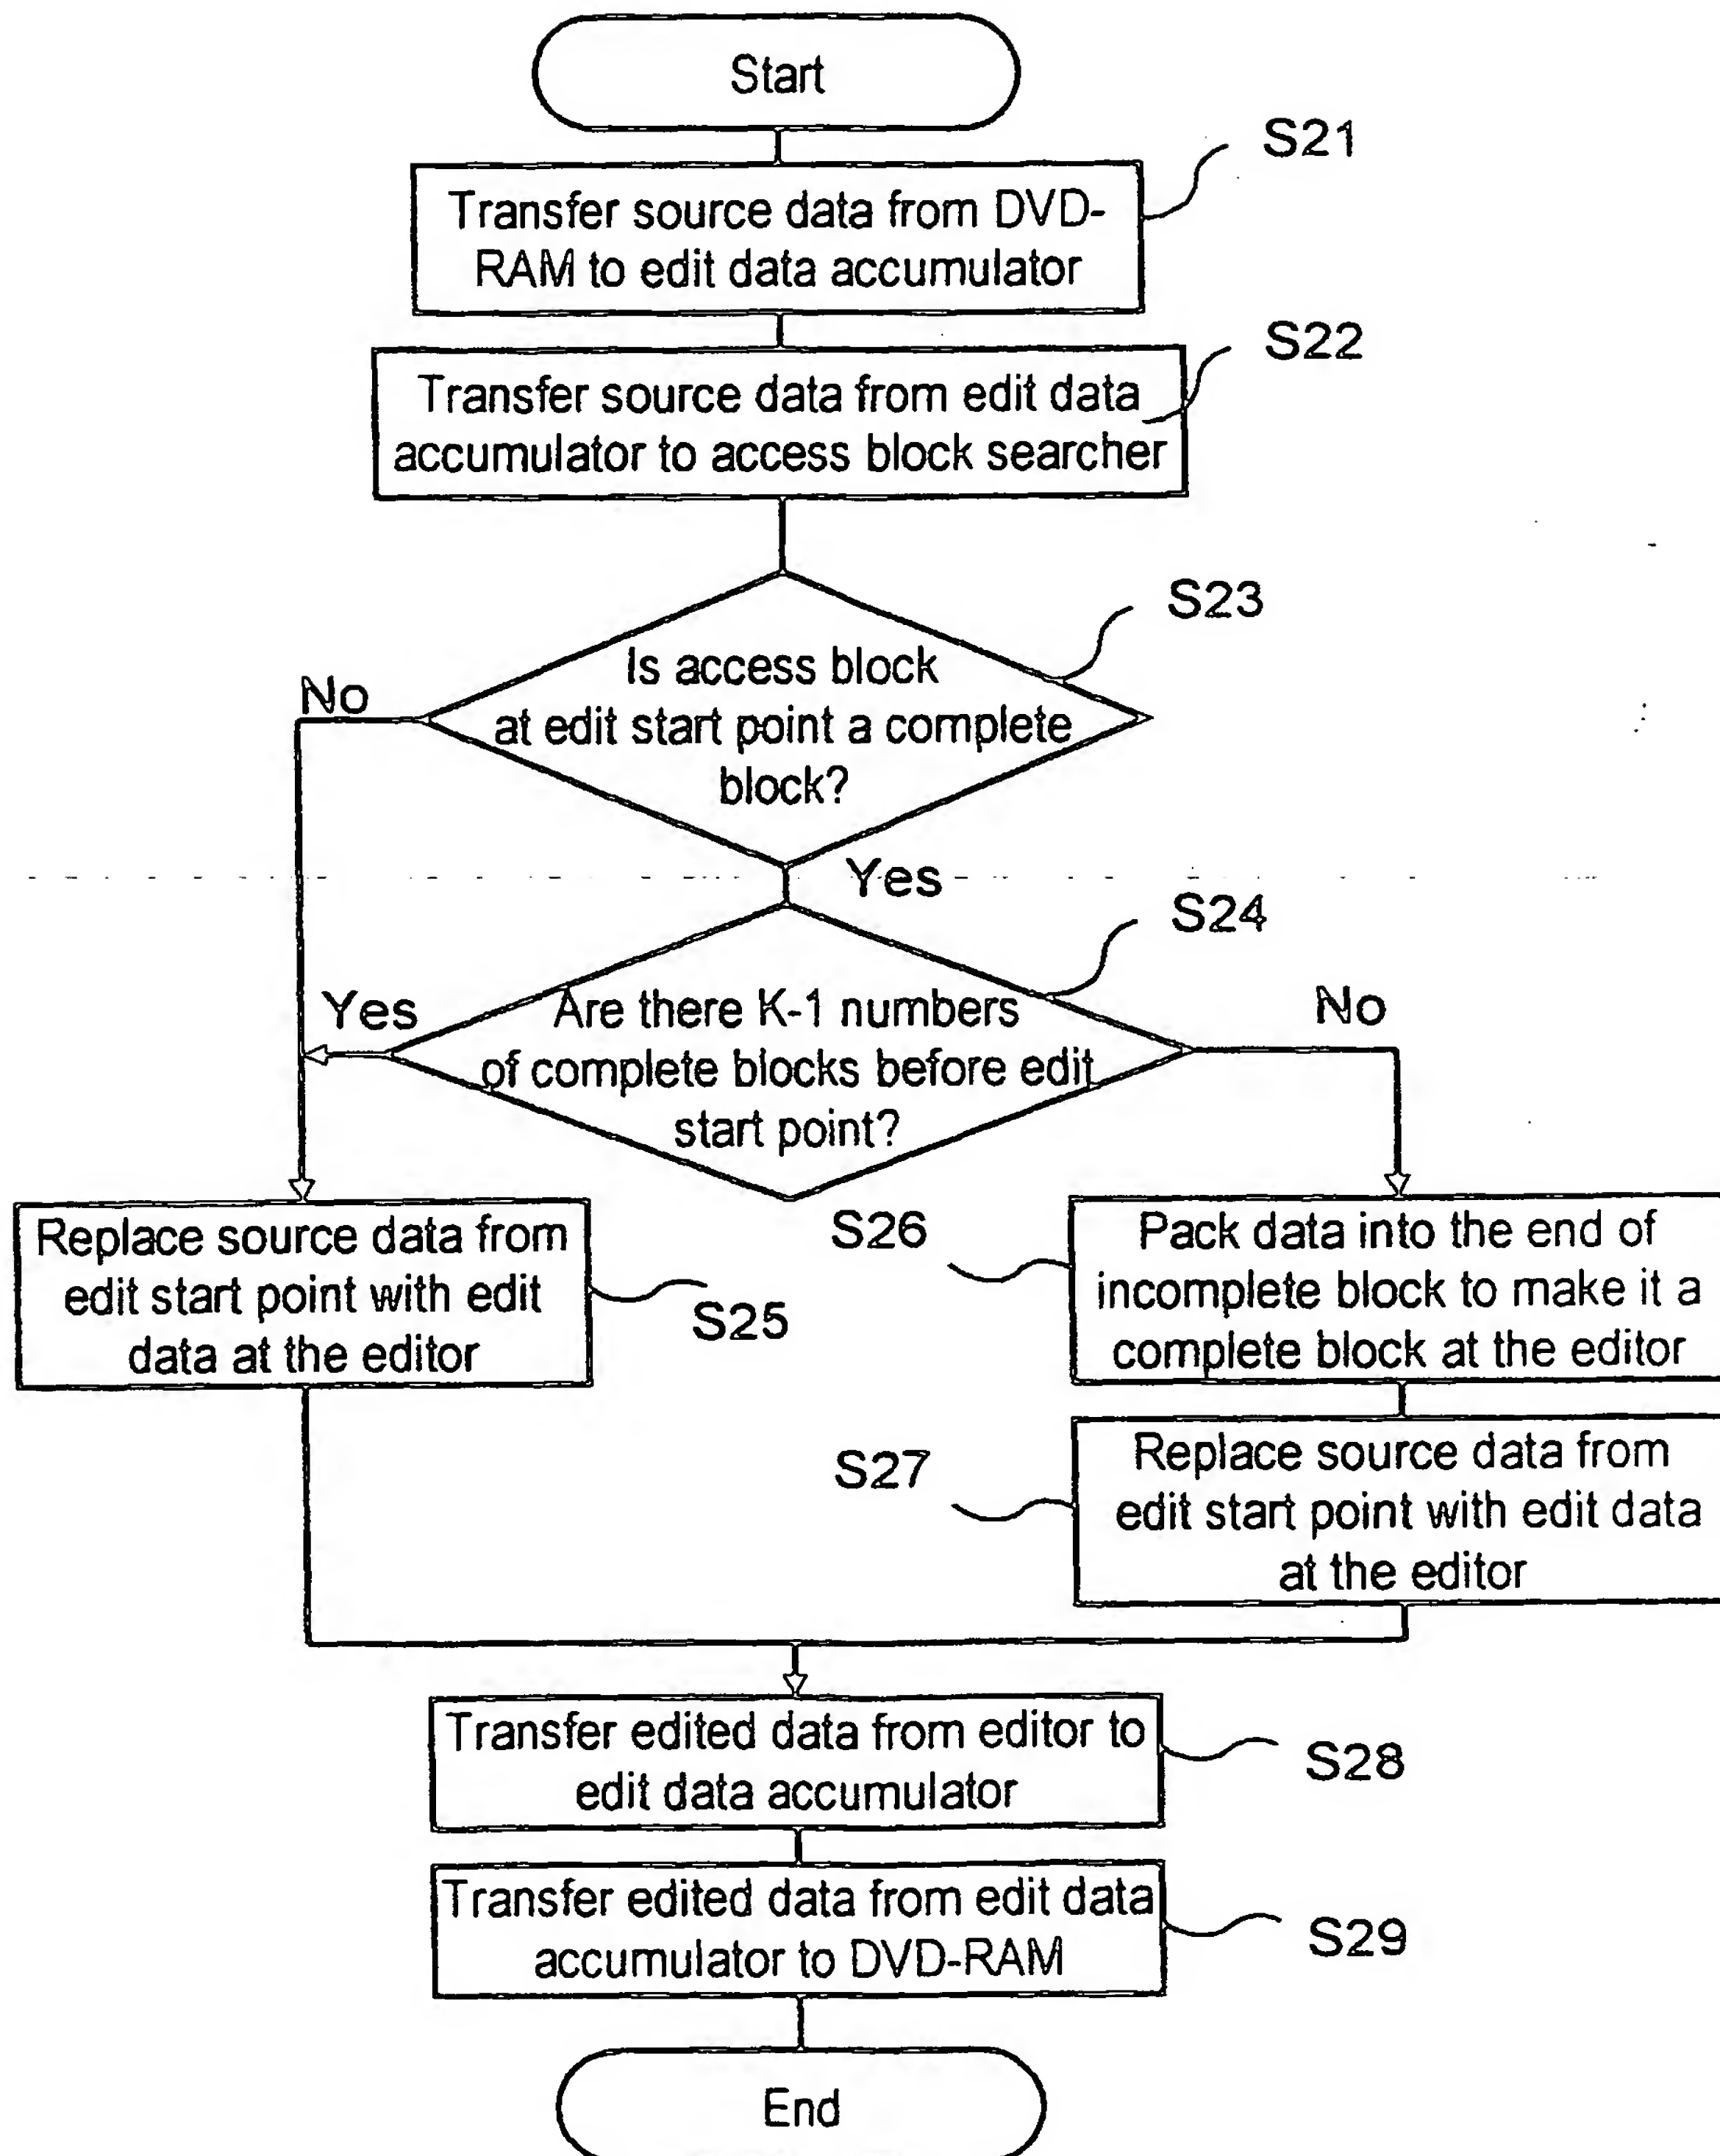 Start
S21
Transfer source data from DVD-
RAM to edit data accumulator
S22
Transfer source data from edit data
accumulator to access block searcher
S23
Is access block
at edit start point a complete
block?
No
Yes
S24
Are there K-1 numbers
of complete blocks before edit
start point?
Yes
No
Replace source data from
edit start point with edit
data at the editor
S25
S26
Pack data into the end of
incomplete block to make it a
complete block at the editor
S27
Replace source data from
edit start point with edit data
at the editor
Transfer edited data from editor to
edit data accumulator
S28
Transfer edited data from edit data
accumulator to DVD-RAM
S29
End